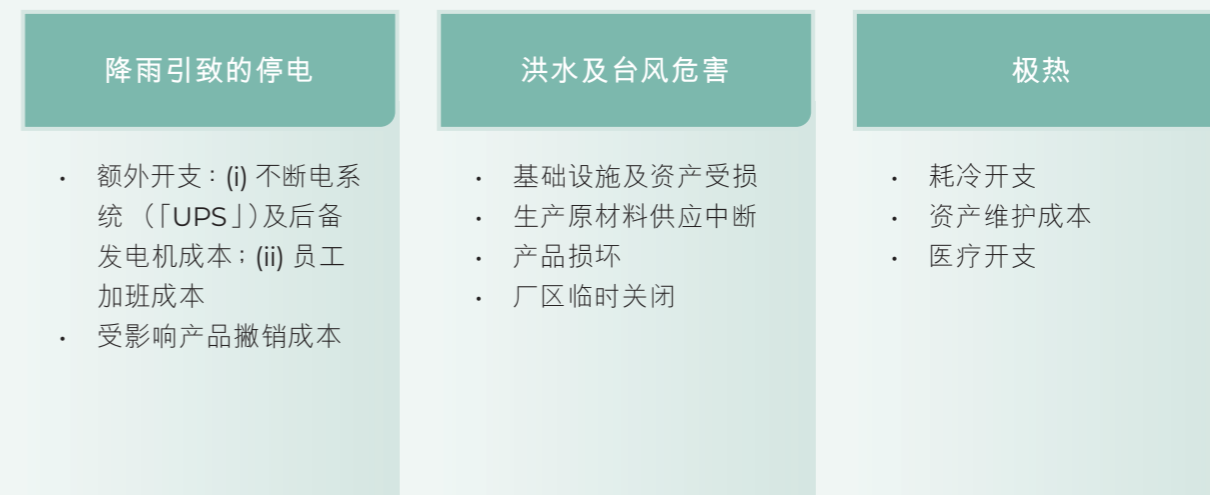 降雨引致的停电
• 额外开支：(i) 不断电系
统 （「UPS」）及后备
发电机成本；(ii) 员工
加班成本
• 受影响产品撇销成本
洪水及台风危害
• 基础设施及资产受损
• 生产原材料供应中断
• 产品损坏
• 厂区临时关闭
极热
• 耗冷开支
• 资产维护成本
• 医疗开支